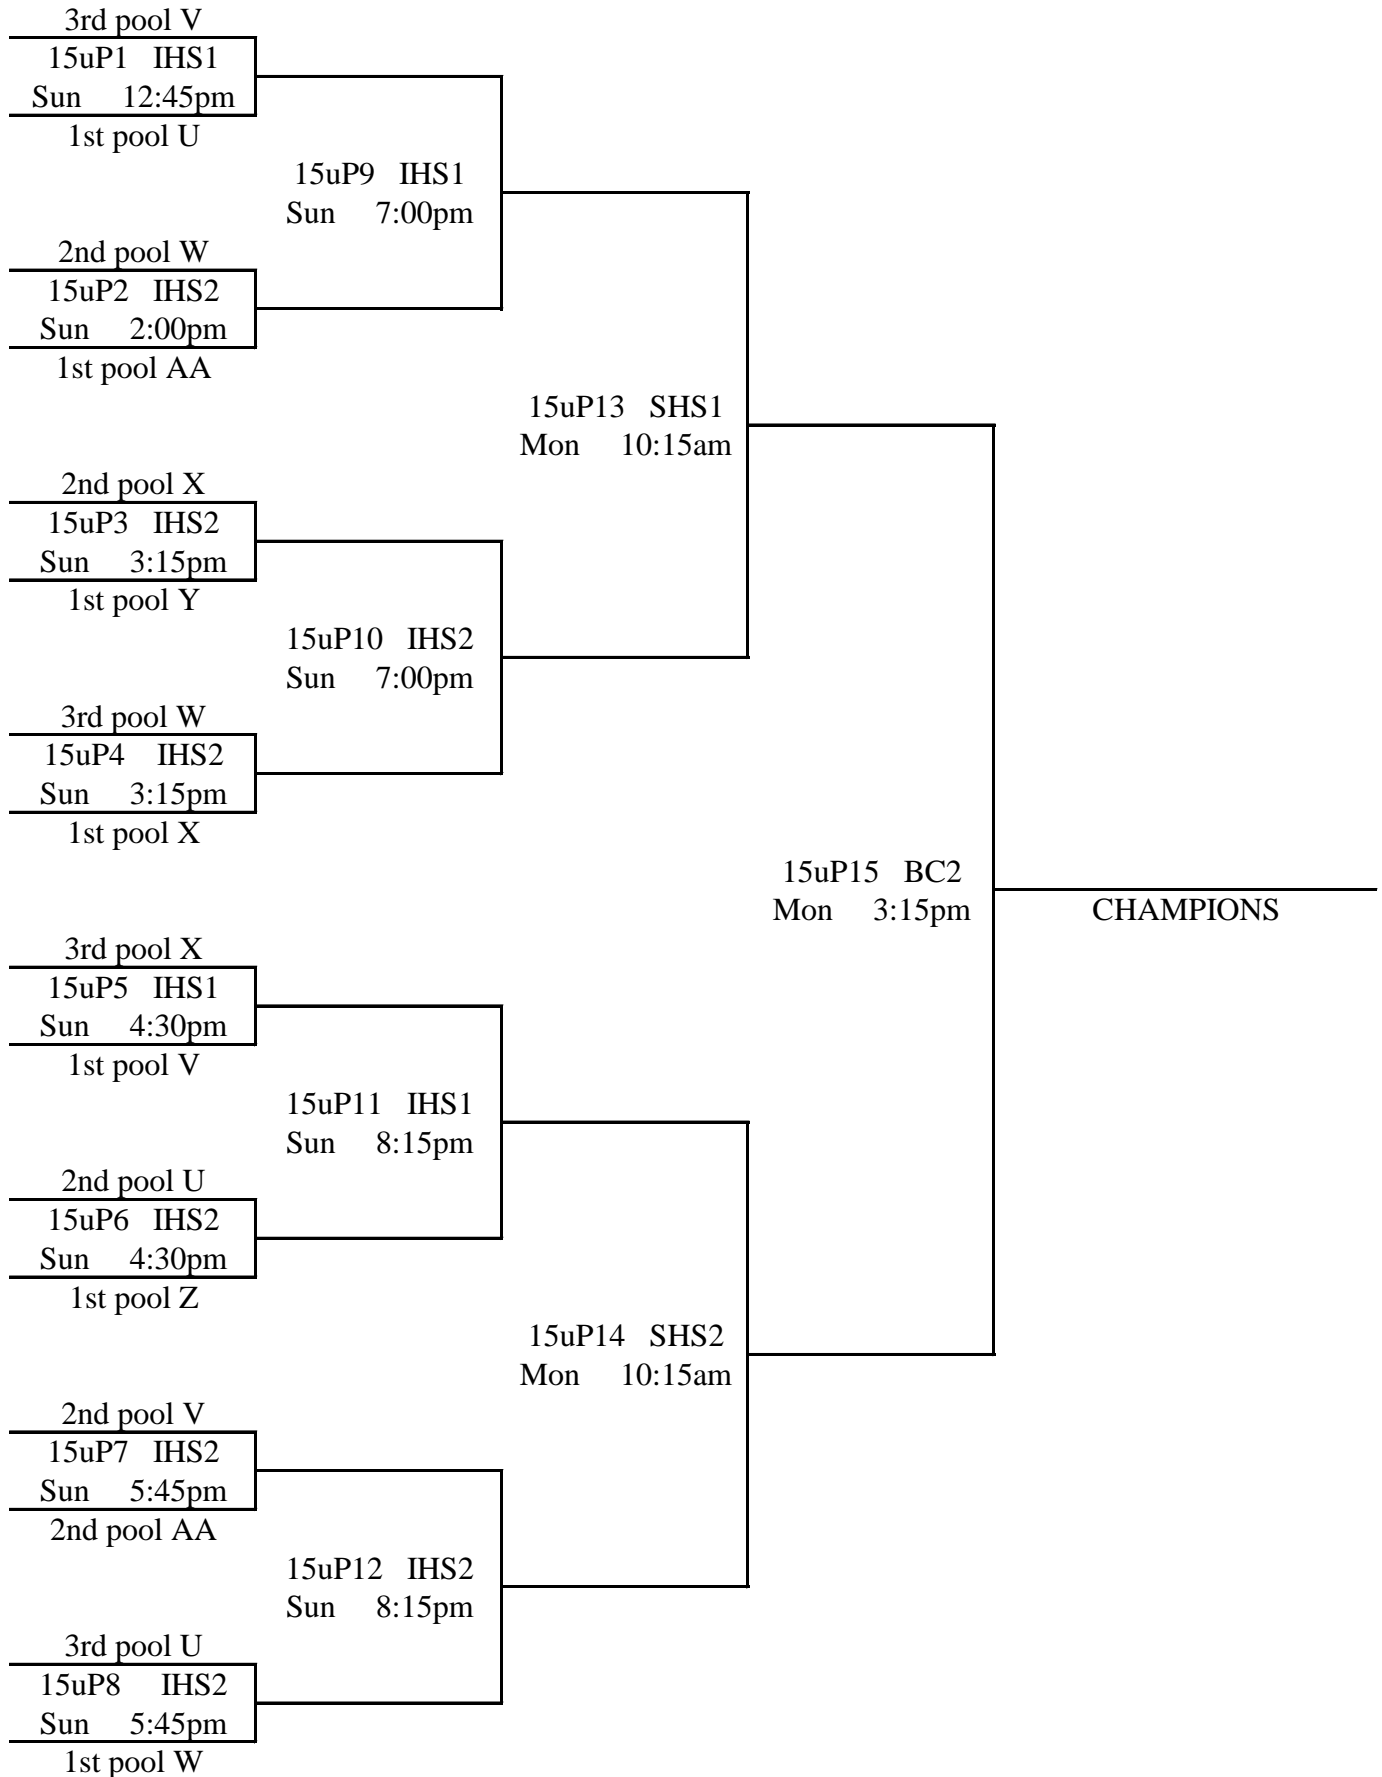 3rd pool V
15uP1 IHS1
Sun 12:45pm
1st pool U
15uP9 IHS1
Sun 7:00pm
2nd pool W
15uP2 IHS2
Sun 2:00pm
1st pool AA
15uP13 SHS1
Mon 10:15am
2nd pool X
15uP3 IHS2
Sun 3:15pm
1st pool Y
15uP10 IHS2
Sun 7:00pm
3rd pool W
15uP4 IHS2
Sun 3:15pm
1st pool X
15uP15 BC2
Mon 3:15pm
CHAMPIONS
3rd pool X
15uP5 IHS1
Sun 4:30pm
1st pool V
15uP11 IHS1
Sun 8:15pm
2nd pool U
15uP6 IHS2
Sun 4:30pm
1st pool Z
15uP14 SHS2
Mon 10:15am
2nd pool V
15uP7 IHS2
Sun 5:45pm
2nd pool AA
15uP12 IHS2
Sun 8:15pm
3rd pool U
15uP8 IHS2
Sun 5:45pm
1st pool W